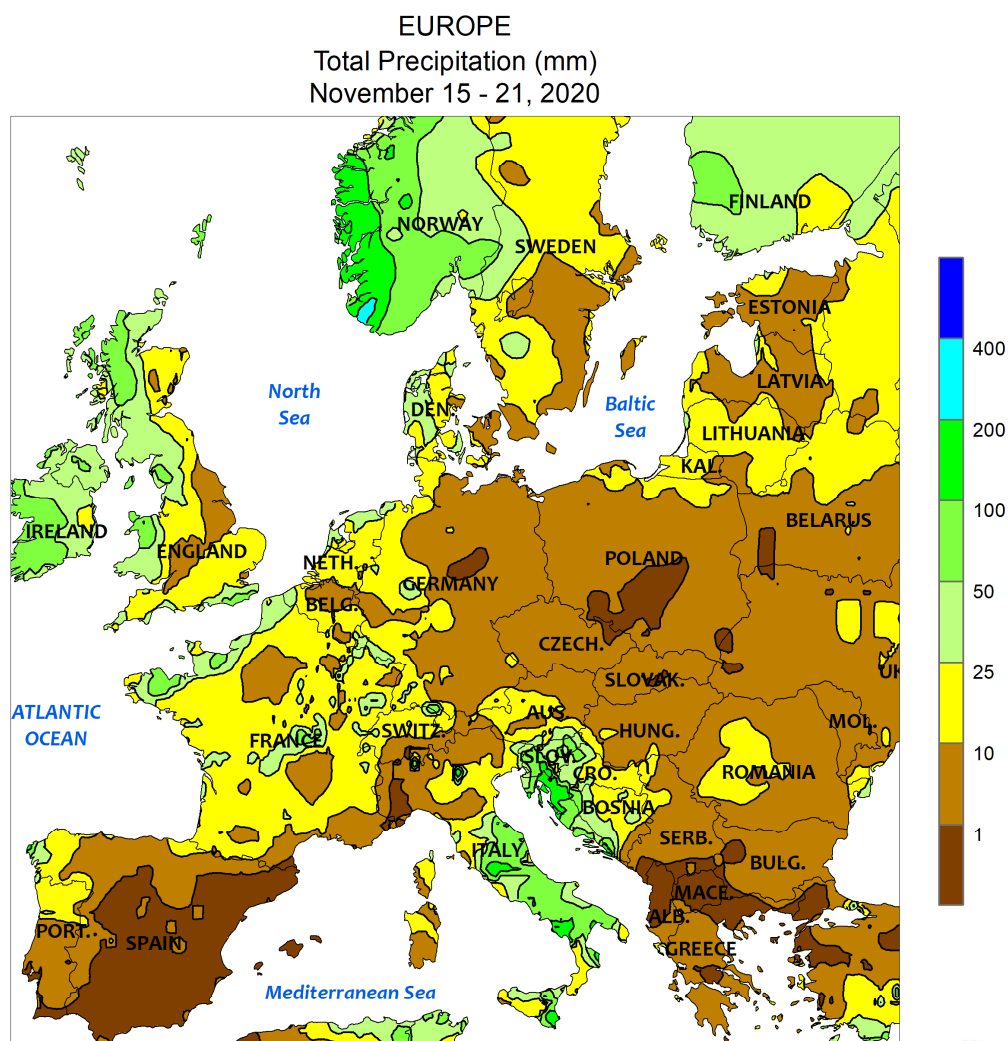 EUROPE
Total Precipitation (mm)
November 15 - 21, 2020
NORWAY
FINLAND
SWEDEN
ESTONIA
North
Sea
Baltic
Sea
DEN.
LATVIA
LITHUANIA
KAL.
IRELAND
ENGLAND
NETH.
BELG.
GERMANY
POLAND
BELARUS
CZECH.
SLOVAK.
UK
ATLANTIC
OCEAN
FRANCE
SWITZ.
AUS.
HUNG.
MOL.
SLOV.
CRO.
ROMANIA
BOSNIA
SERB.
BULG.
ITALY
MACE.
ALB.
GREECE
PORT.
SPAIN
Mediterranean Sea
400
200
100
50
25
10
1